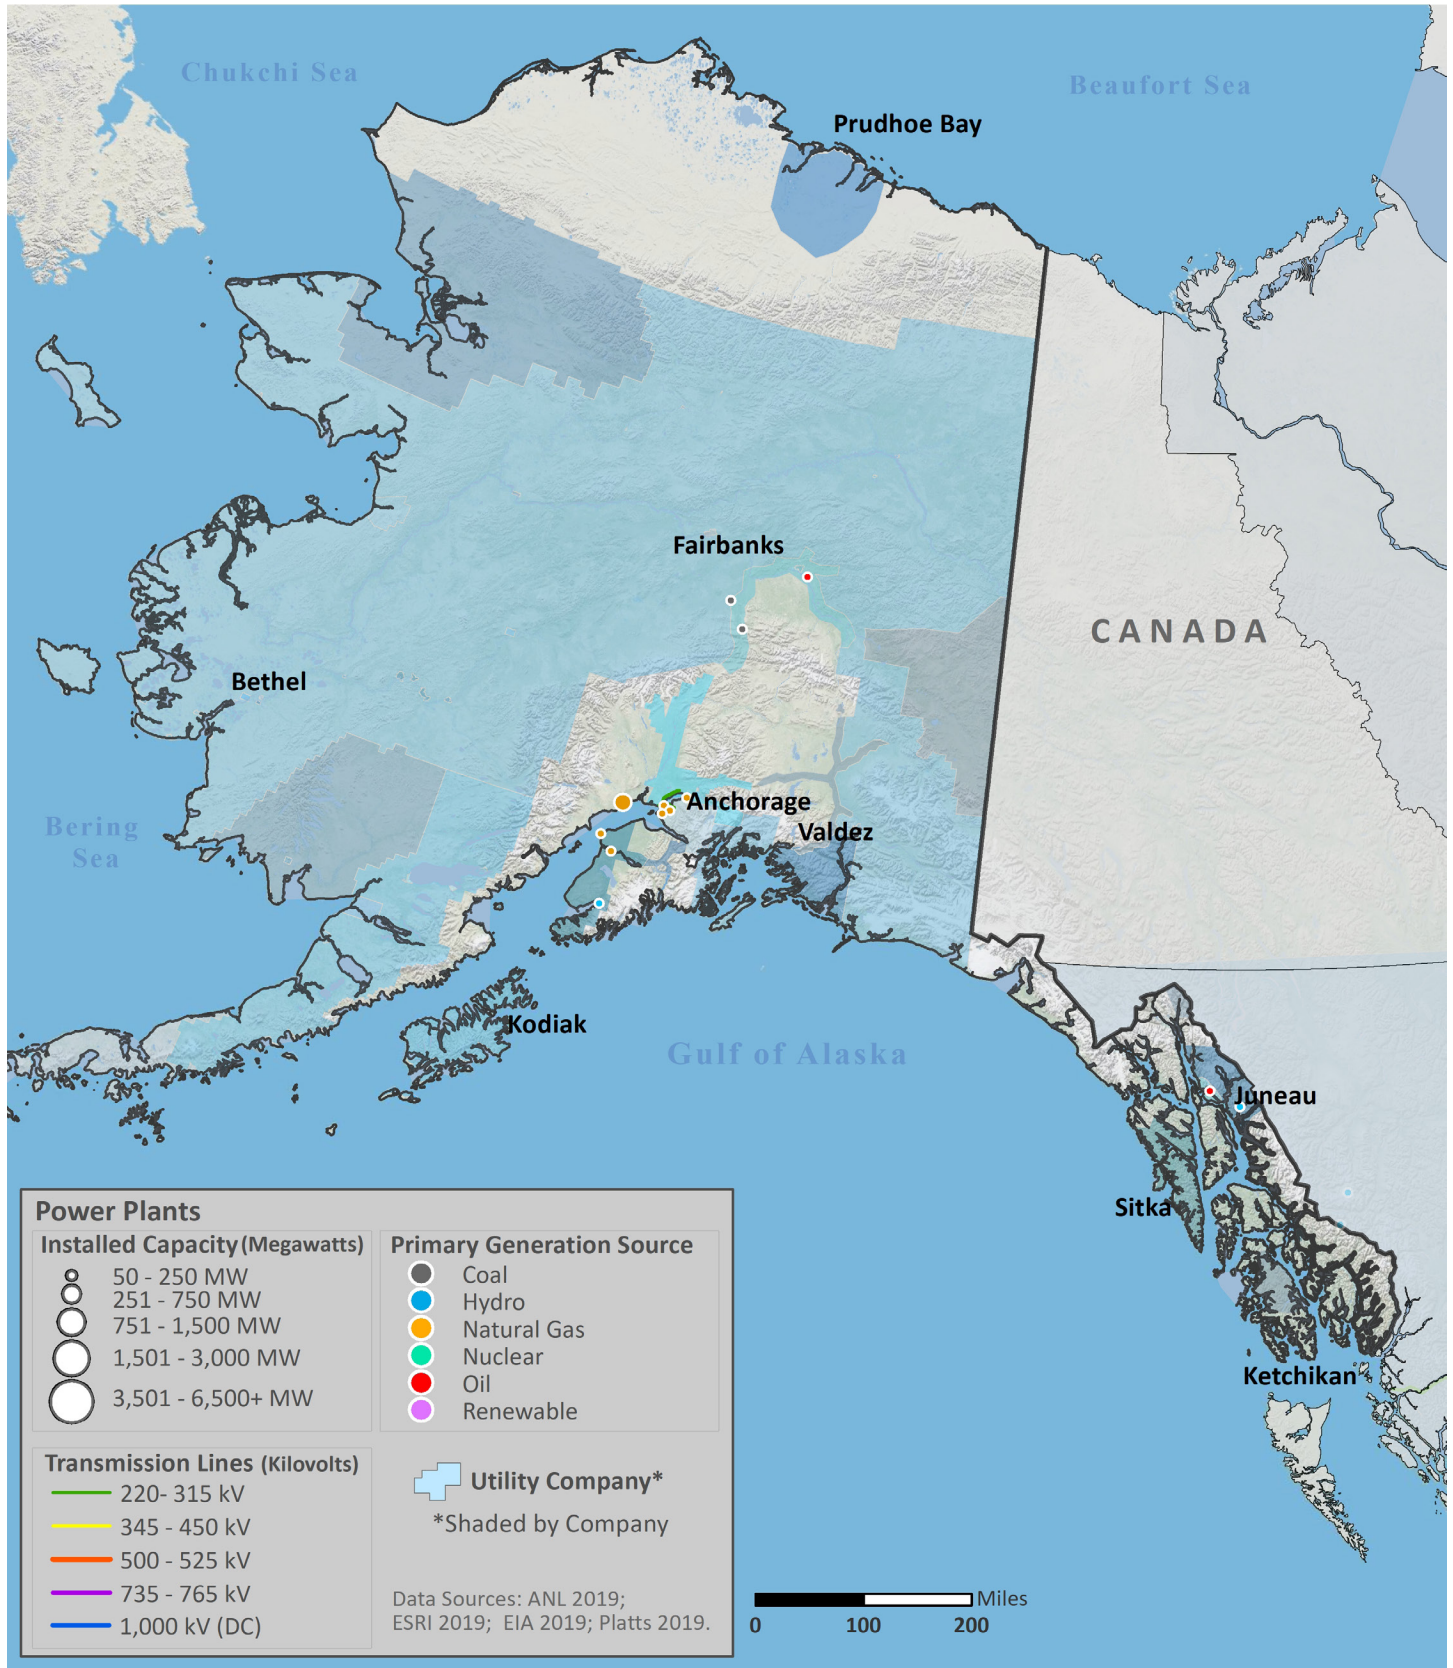 Chukchi Sea
Beaufort Sea
Prudhoe Bay
Fairbanks
CANADA
Bethel
Anchorage
Valdez
Bering
Sea
Kodiak
Gulf of Alaska
Juneau
Sitka
Ketchikan
Power Plants
Installed Capacity (Megawatts)
50 - 250 MW
251 - 750 MW
751 - 1,500 MW
1,501 - 3,000 MW
3,501 - 6,500+ MW
Primary Generation Source
Coal
Hydro
Natural Gas
Nuclear
Oil
Renewable
Transmission Lines (Kilovolts)
220- 315 kV
345 - 450 kV
500 - 525 kV
735 - 765 kV
1,000 kV (DC)
Utility Company*
*Shaded by Company
Data Sources: ANL 2019;
ESRI 2019; EIA 2019; Platts 2019.
Miles
0 100 200